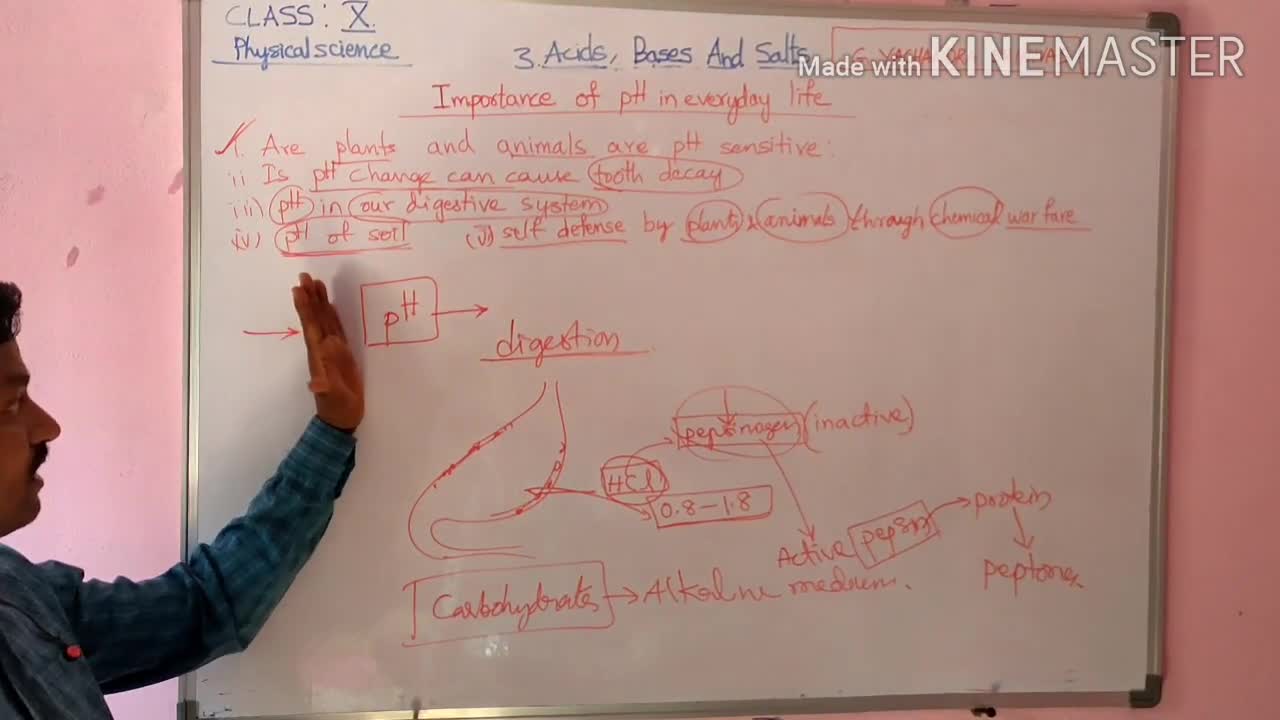 CLASS: X.
Physical science
3. Acids, Bases And Salts
Made with KINEMASTER
Importance of pH in everyday life
1. Are plants and animals are pH sensitive:
ii Is pH change can cause tooth decay
iii) pH in our digestive system
iv) pH of soil (v) self defense by plants & animals through chemical war fare
pH
digestion
pepsinogen (inactive)
HCl
0.8-1.8
protein
Active pepsin
peptones
Carbohydrates Alkaline medium.